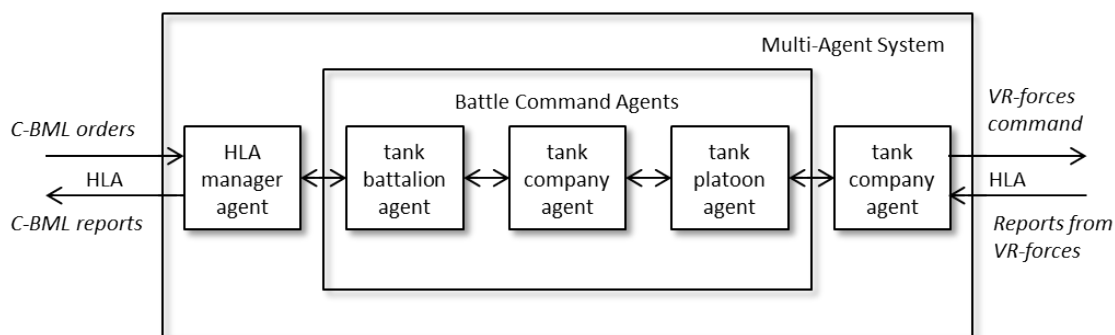 Multi-Agent System
Battle Command Agents
C-BML orders
HLA
C-BML reports
HLA
manager
agent
tank
battalion
agent
tank
company
agent
tank
platoon
agent
tank
company
agent
VR-forces
command
HLA
Reports from
VR-forces